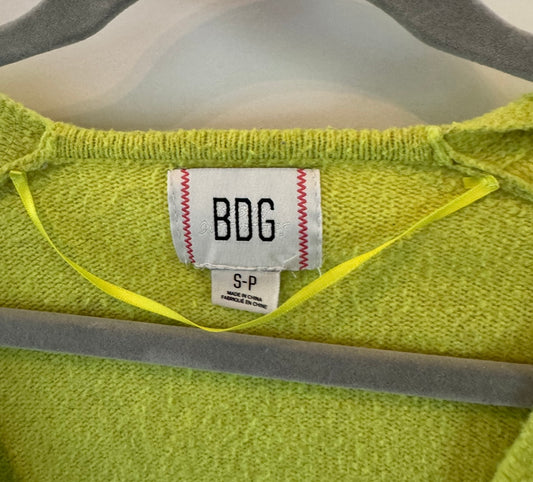 BDG
S-P
MADE IN CHINA
FABRIQUÉ EN CHINE